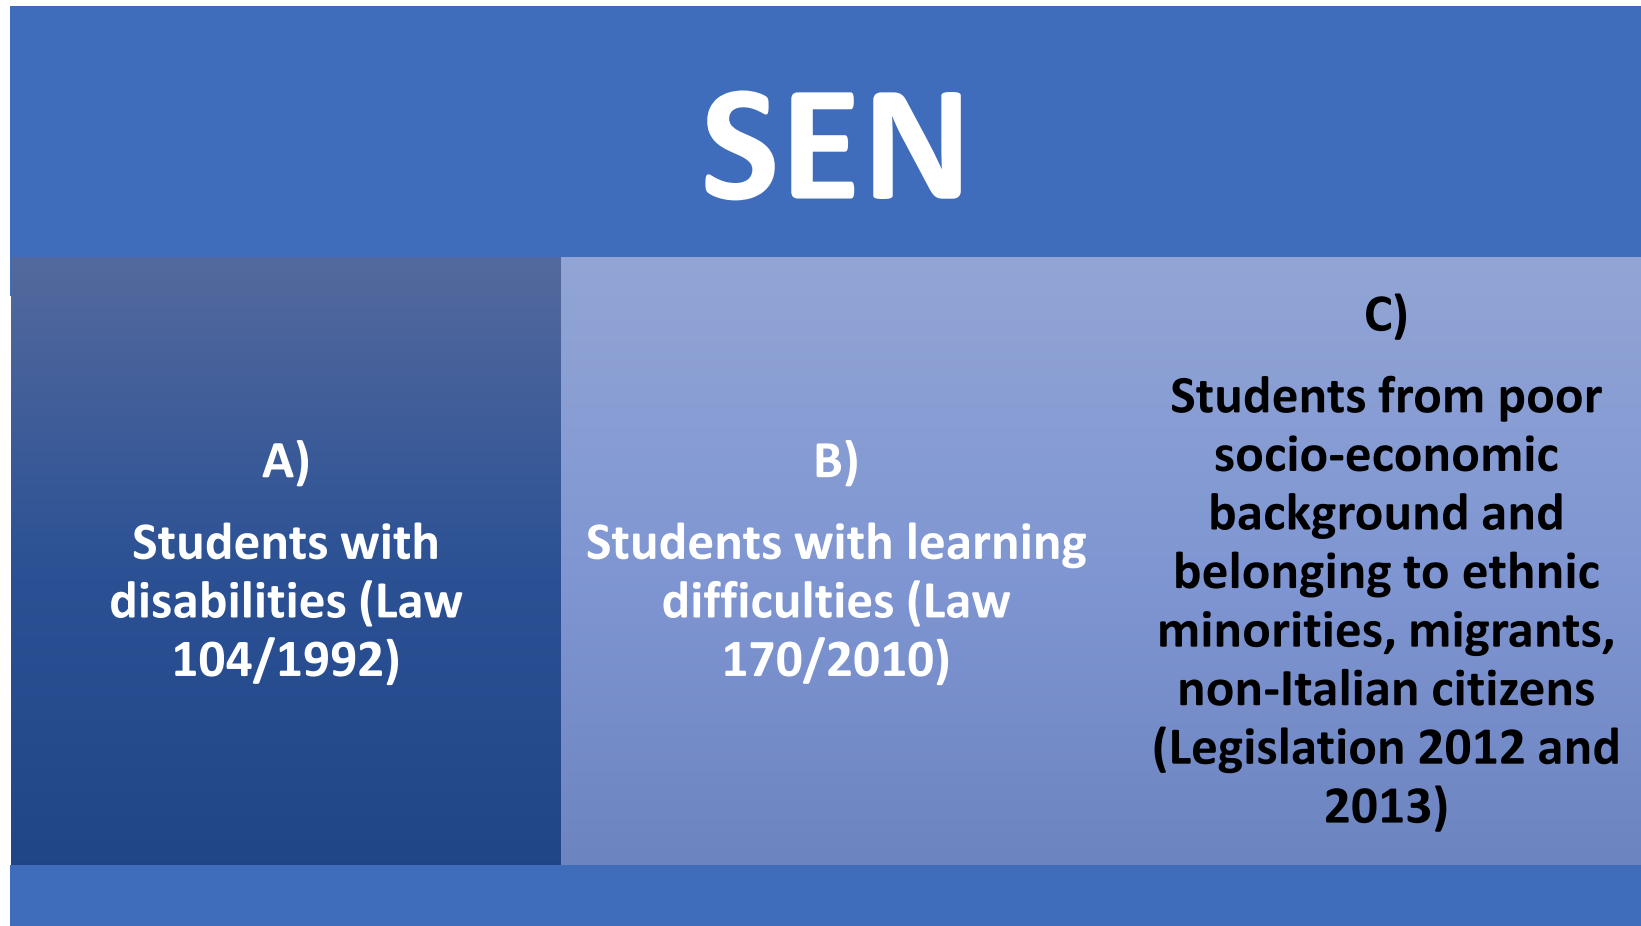 SEN
A)
Students with
disabilities (Law
104/1992)
B)
Students with learning
difficulties (Law
170/2010)
C)
Students from poor
socio-economic
background and
belonging to ethnic
minorities, migrants,
non-Italian citizens
(Legislation 2012 and
2013)